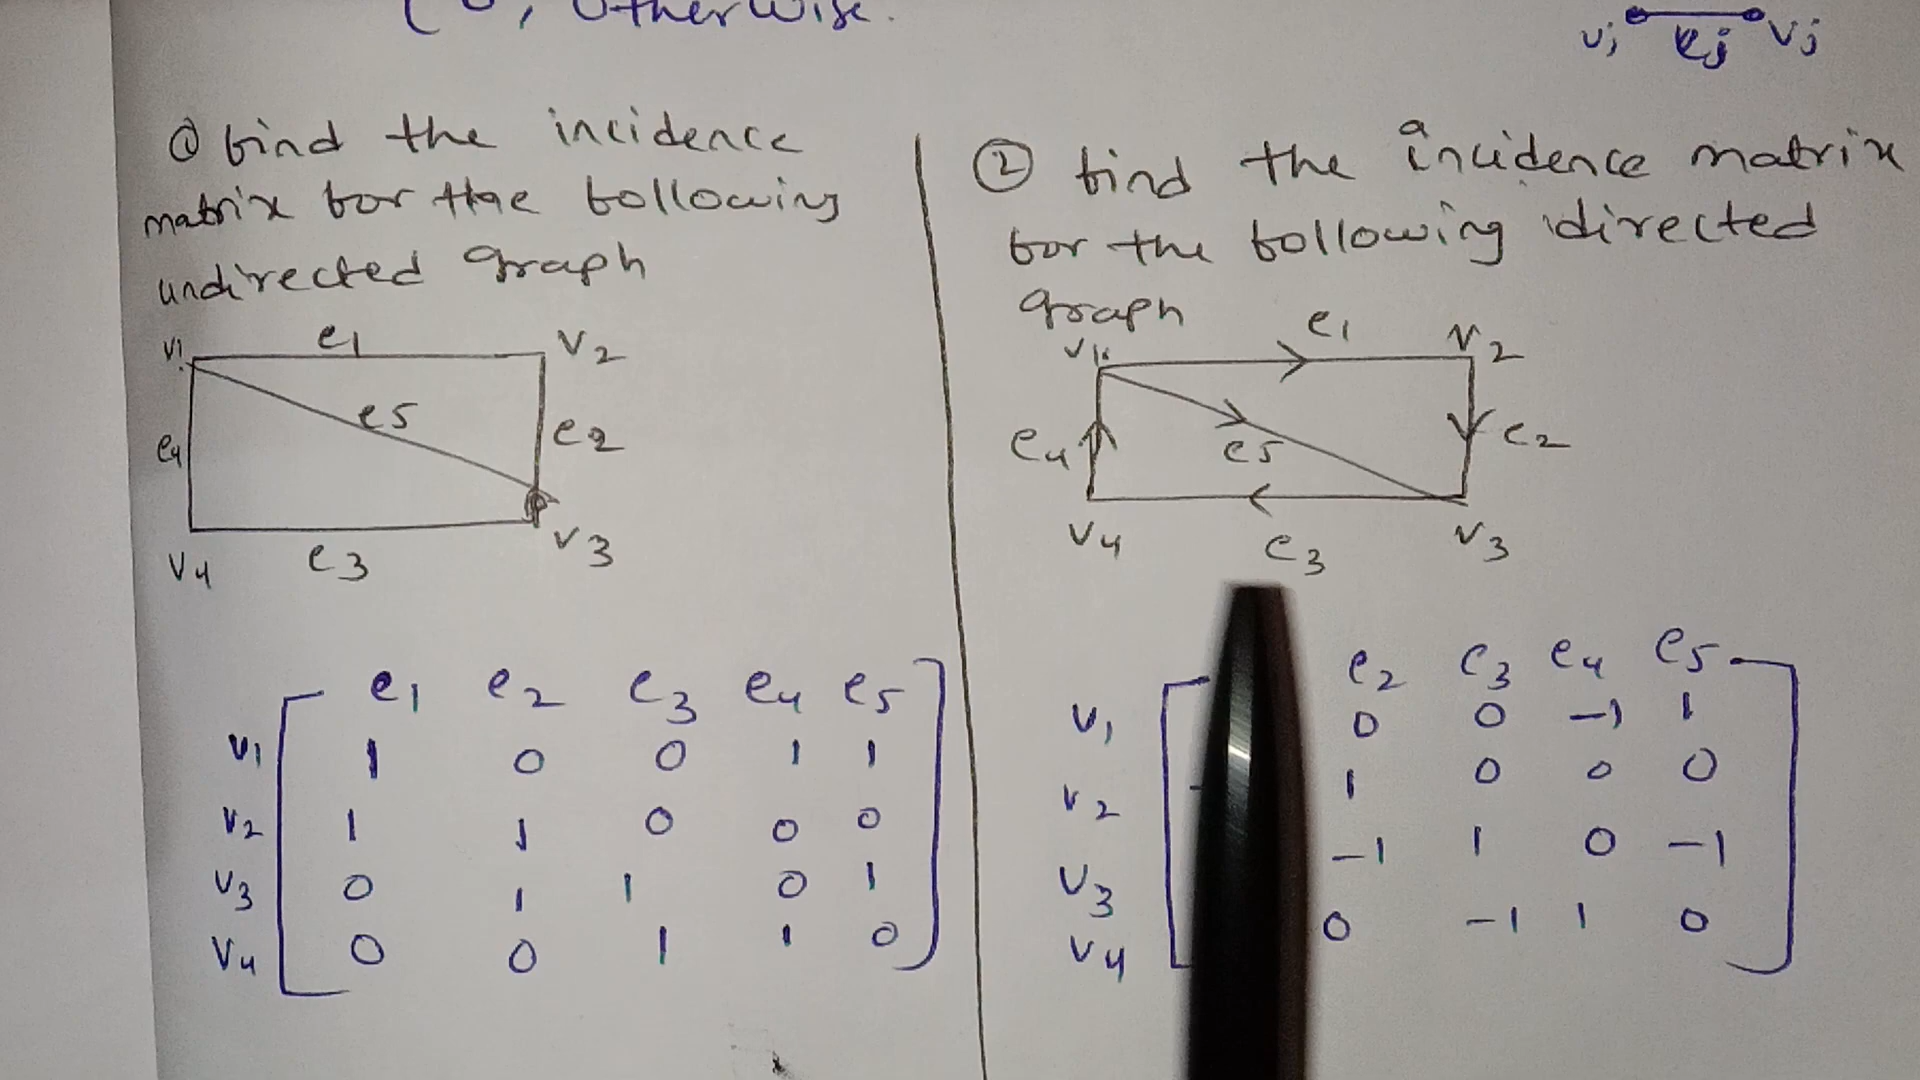 0, otherwise.
vi ej vj
① find the incidence
matrix for the following
undirected graph
v1 e1 v2
e5
e4 e2
v4 e3 v3
e1 e2 e3 e4 e5
v1 1 0 0 1 1
v2 1 1 0 0 0
v3 0 1 1 0 1
v4 0 0 1 1 0
② find the incidence matrix
for the following directed
graph
v1 e1 v2
e4 e5 e2
v4 e3 v3
e2 e3 e4 e5
v1 0 0 -1 1
v2 1 0 0 0
v3 -1 1 0 -1
v4 0 -1 1 0